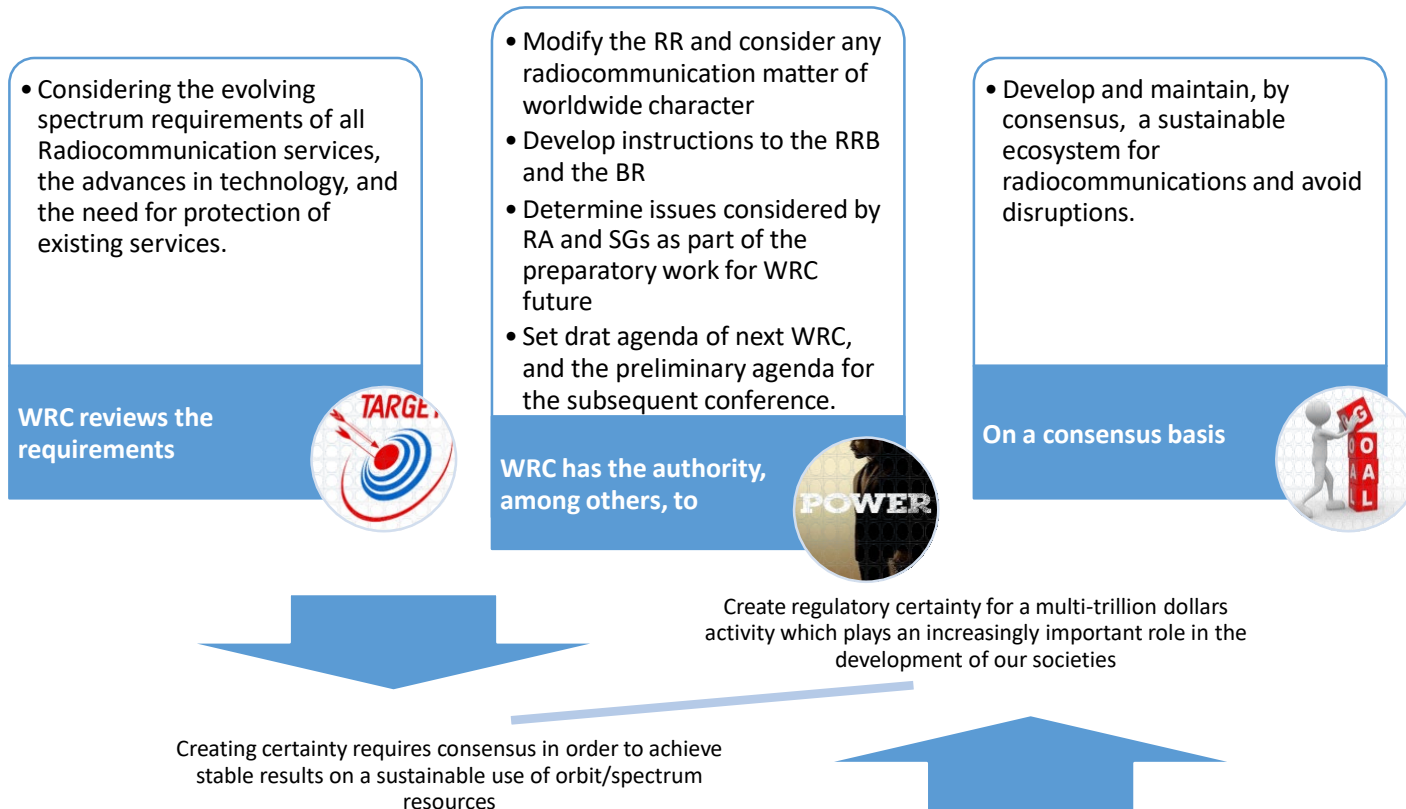 • Considering the evolving
spectrum requirements of all
Radiocommunication services,
the advances in technology, and
the need for protection of
existing services.
WRC reviews the
requirements
TARGET
• Modify the RR and consider any
radiocommunication matter of
worldwide character
• Develop instructions to the RRB
and the BR
• Determine issues considered by
RA and SGs as part of the
preparatory work for WRC
future
• Set drat agenda of next WRC,
and the preliminary agenda for
the subsequent conference.
WRC has the authority,
among others, to
POWER
• Develop and maintain, by
consensus, a sustainable
ecosystem for
radiocommunications and avoid
disruptions.
On a consensus basis
GOAL
Create regulatory certainty for a multi-trillion dollars
activity which plays an increasingly important role in the
development of our societies
Creating certainty requires consensus in order to achieve
stable results on a sustainable use of orbit/spectrum
resources